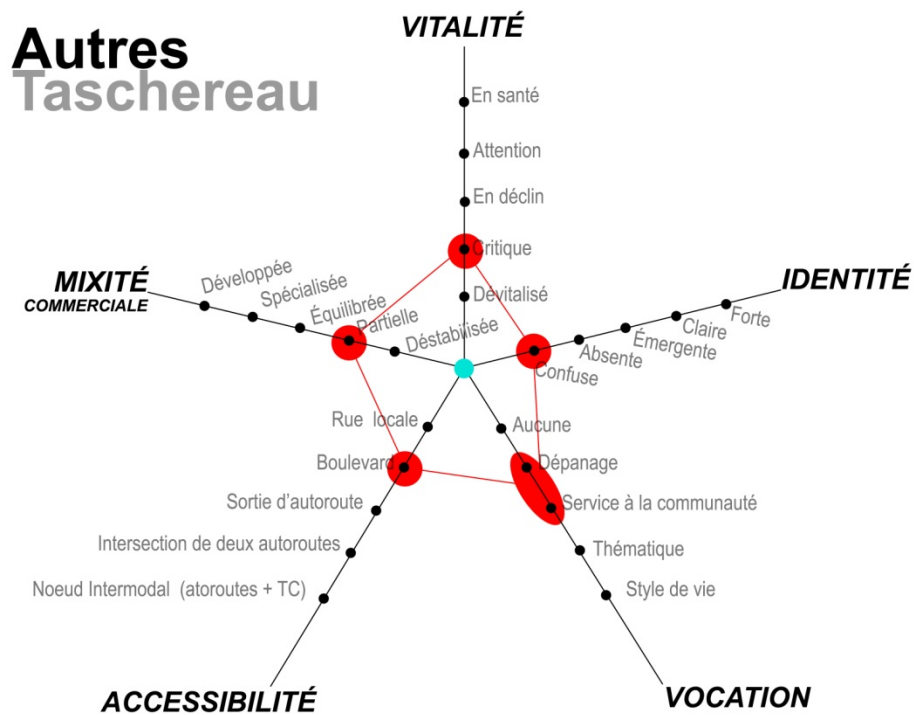 Autres
Taschereau
VITALITÉ
En santé
Attention
En déclin
Critique
Dévitalisé
IDENTITÉ
Forte
Claire
Émergente
Absente
Confuse
MIXITÉ
COMMERCIALE
Développée
Spécialisée
Équilibrée
Partielle
Déstabilisée
Rue locale
Boulevard
Sortie d'autoroute
Intersection de deux autoroutes
Noeud Intermodal (atoroutes + TC)
ACCESSIBILITÉ
Aucune
Dépanage
Service à la communauté
Thématique
Style de vie
VOCATION